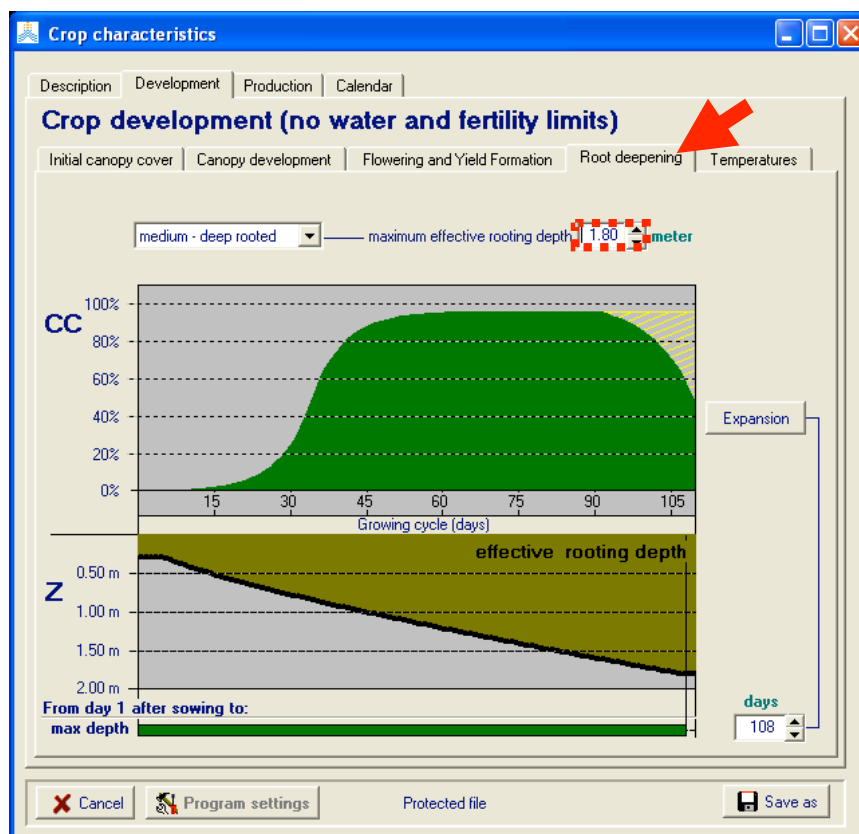 Crop characteristics
Description Development Production Calendar
Crop development (no water and fertility limits)
Initial canopy cover Canopy development Flowering and Yield Formation Root deepening Temperatures
medium - deep rooted maximum effective rooting depth 1.80 meter
CC
100%
80%
60%
40%
20%
0%
Expansion
15 30 45 60 75 90 105
Growing cycle (days)
effective rooting depth
Z
0.50 m
1.00 m
1.50 m
2.00 m
From day 1 after sowing to:
max depth
days
108
Cancel Program settings Protected file Save as